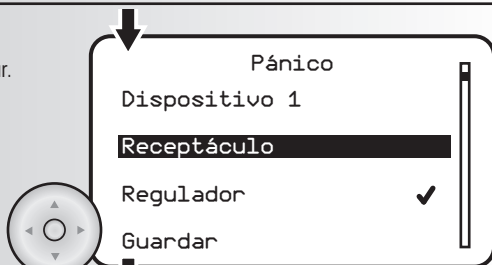 Pánico
Dispositivo 1
Receptáculo
Regulador
Guardar